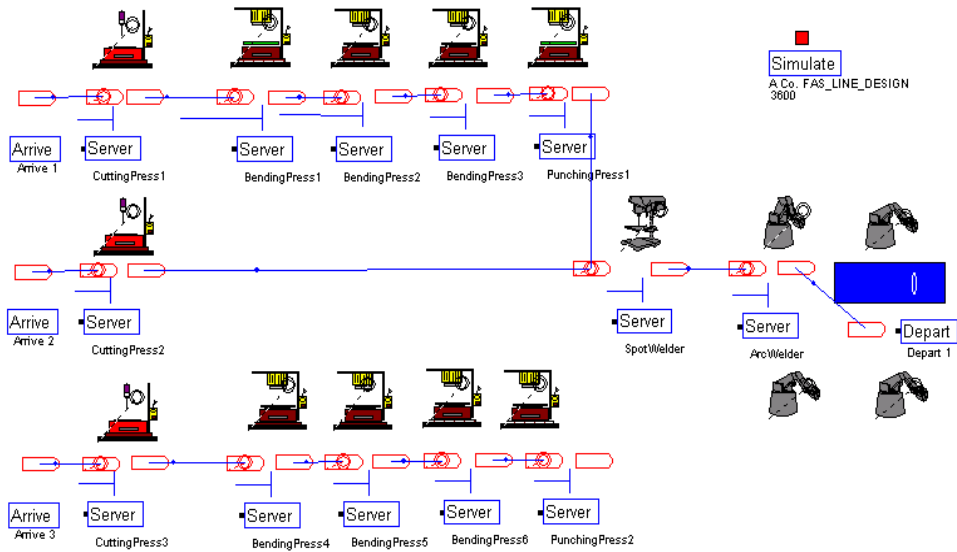 Simulate
A Co. FAS_LINE_DESIGN
3600
Arrive
Arrive 1
Server
CuttingPress1
Server
BendingPress1
Server
BendingPress2
Server
BendingPress3
Server
PunchingPress1
Arrive
Arrive 2
Server
CuttingPress2
Server
SpotWelder
Server
ArcWelder
Depart
Depart 1
Arrive
Arrive 3
Server
CuttingPress3
Server
BendingPress4
Server
BendingPress5
Server
BendingPress6
Server
PunchingPress2